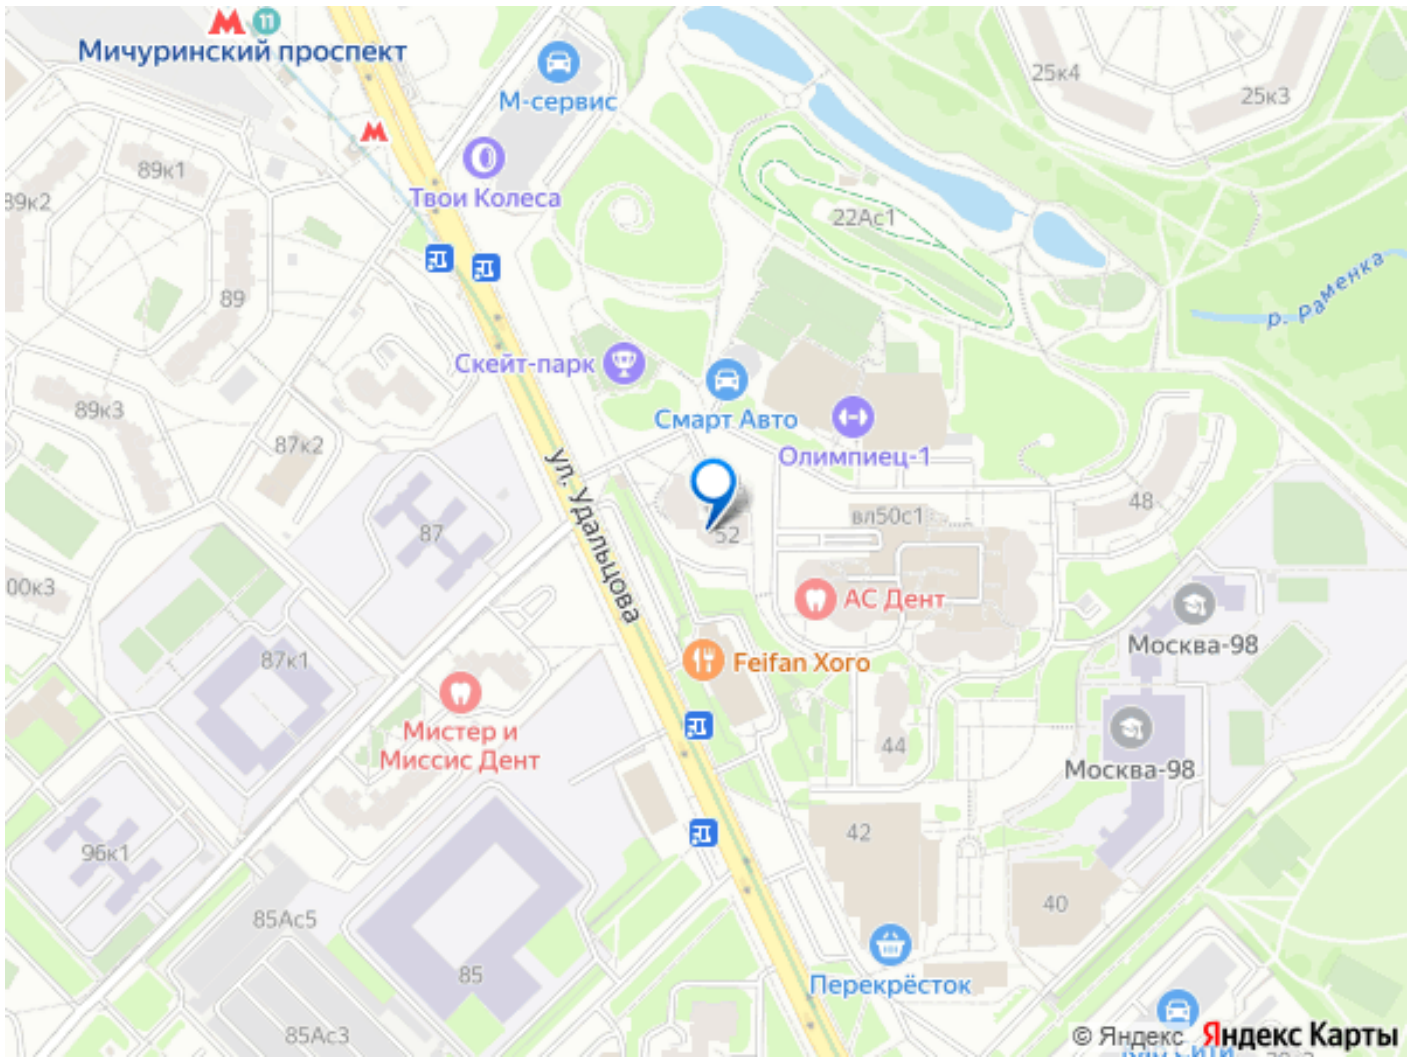 11
Мичуринский проспект
25к4
25к3
М-сервис
89к1
89к2
Твои Колеса
22Ас1
р. Раменка
89
Скейт-парк
Смарт Авто
89к3
87к2
Олимпиец-1
ул. Удальцова
48
87
52
вл50с1
00к3
АС Дент
Москва-98
87к1
Feifan Хого
Мистер и
Миссис Дент
44
Москва-98
42
96к1
40
85Ас5
85
Перекрёсток
85Ас3
© Яндекс Яндекс Карты